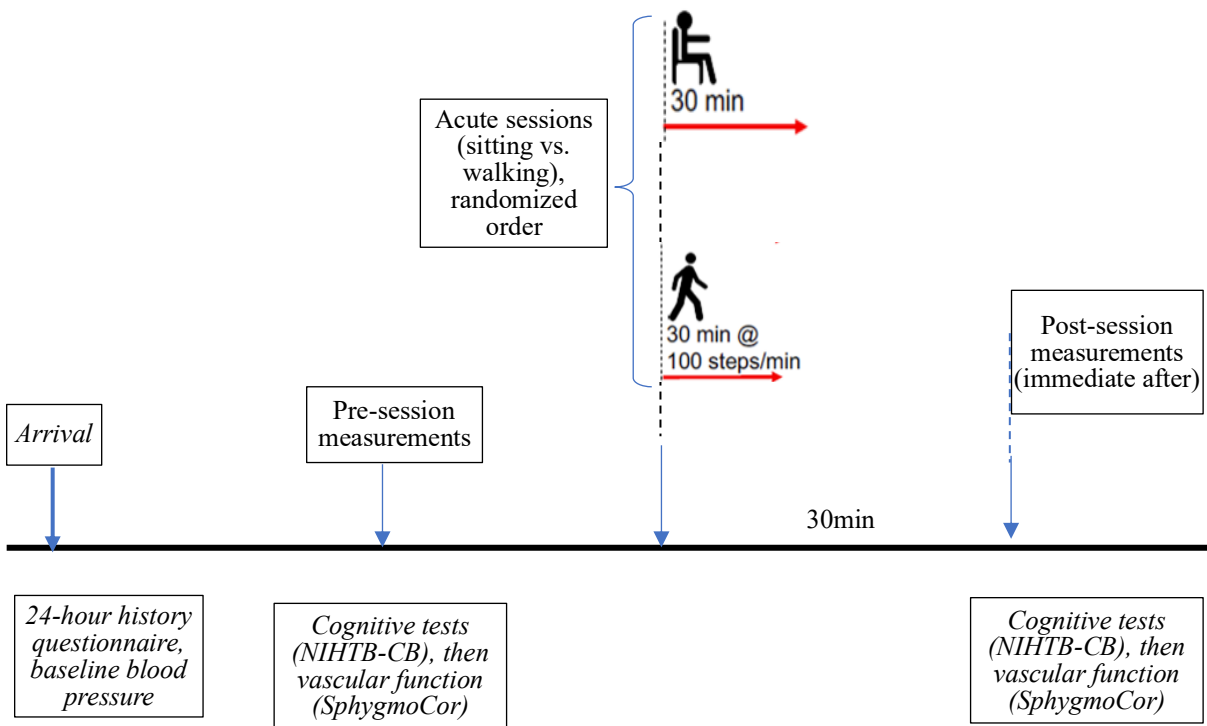 30 min
Acute sessions
(sitting vs.
walking),
randomized
order
30 min @
100 steps/min
Post-session
measurements
(immediate after)
Arrival
Pre-session
measurements
30min
24-hour history
questionnaire,
baseline blood
pressure
Cognitive tests
(NIHTB-CB), then
vascular function
(SphygmoCor)
Cognitive tests
(NIHTB-CB), then
vascular function
(SphygmoCor)